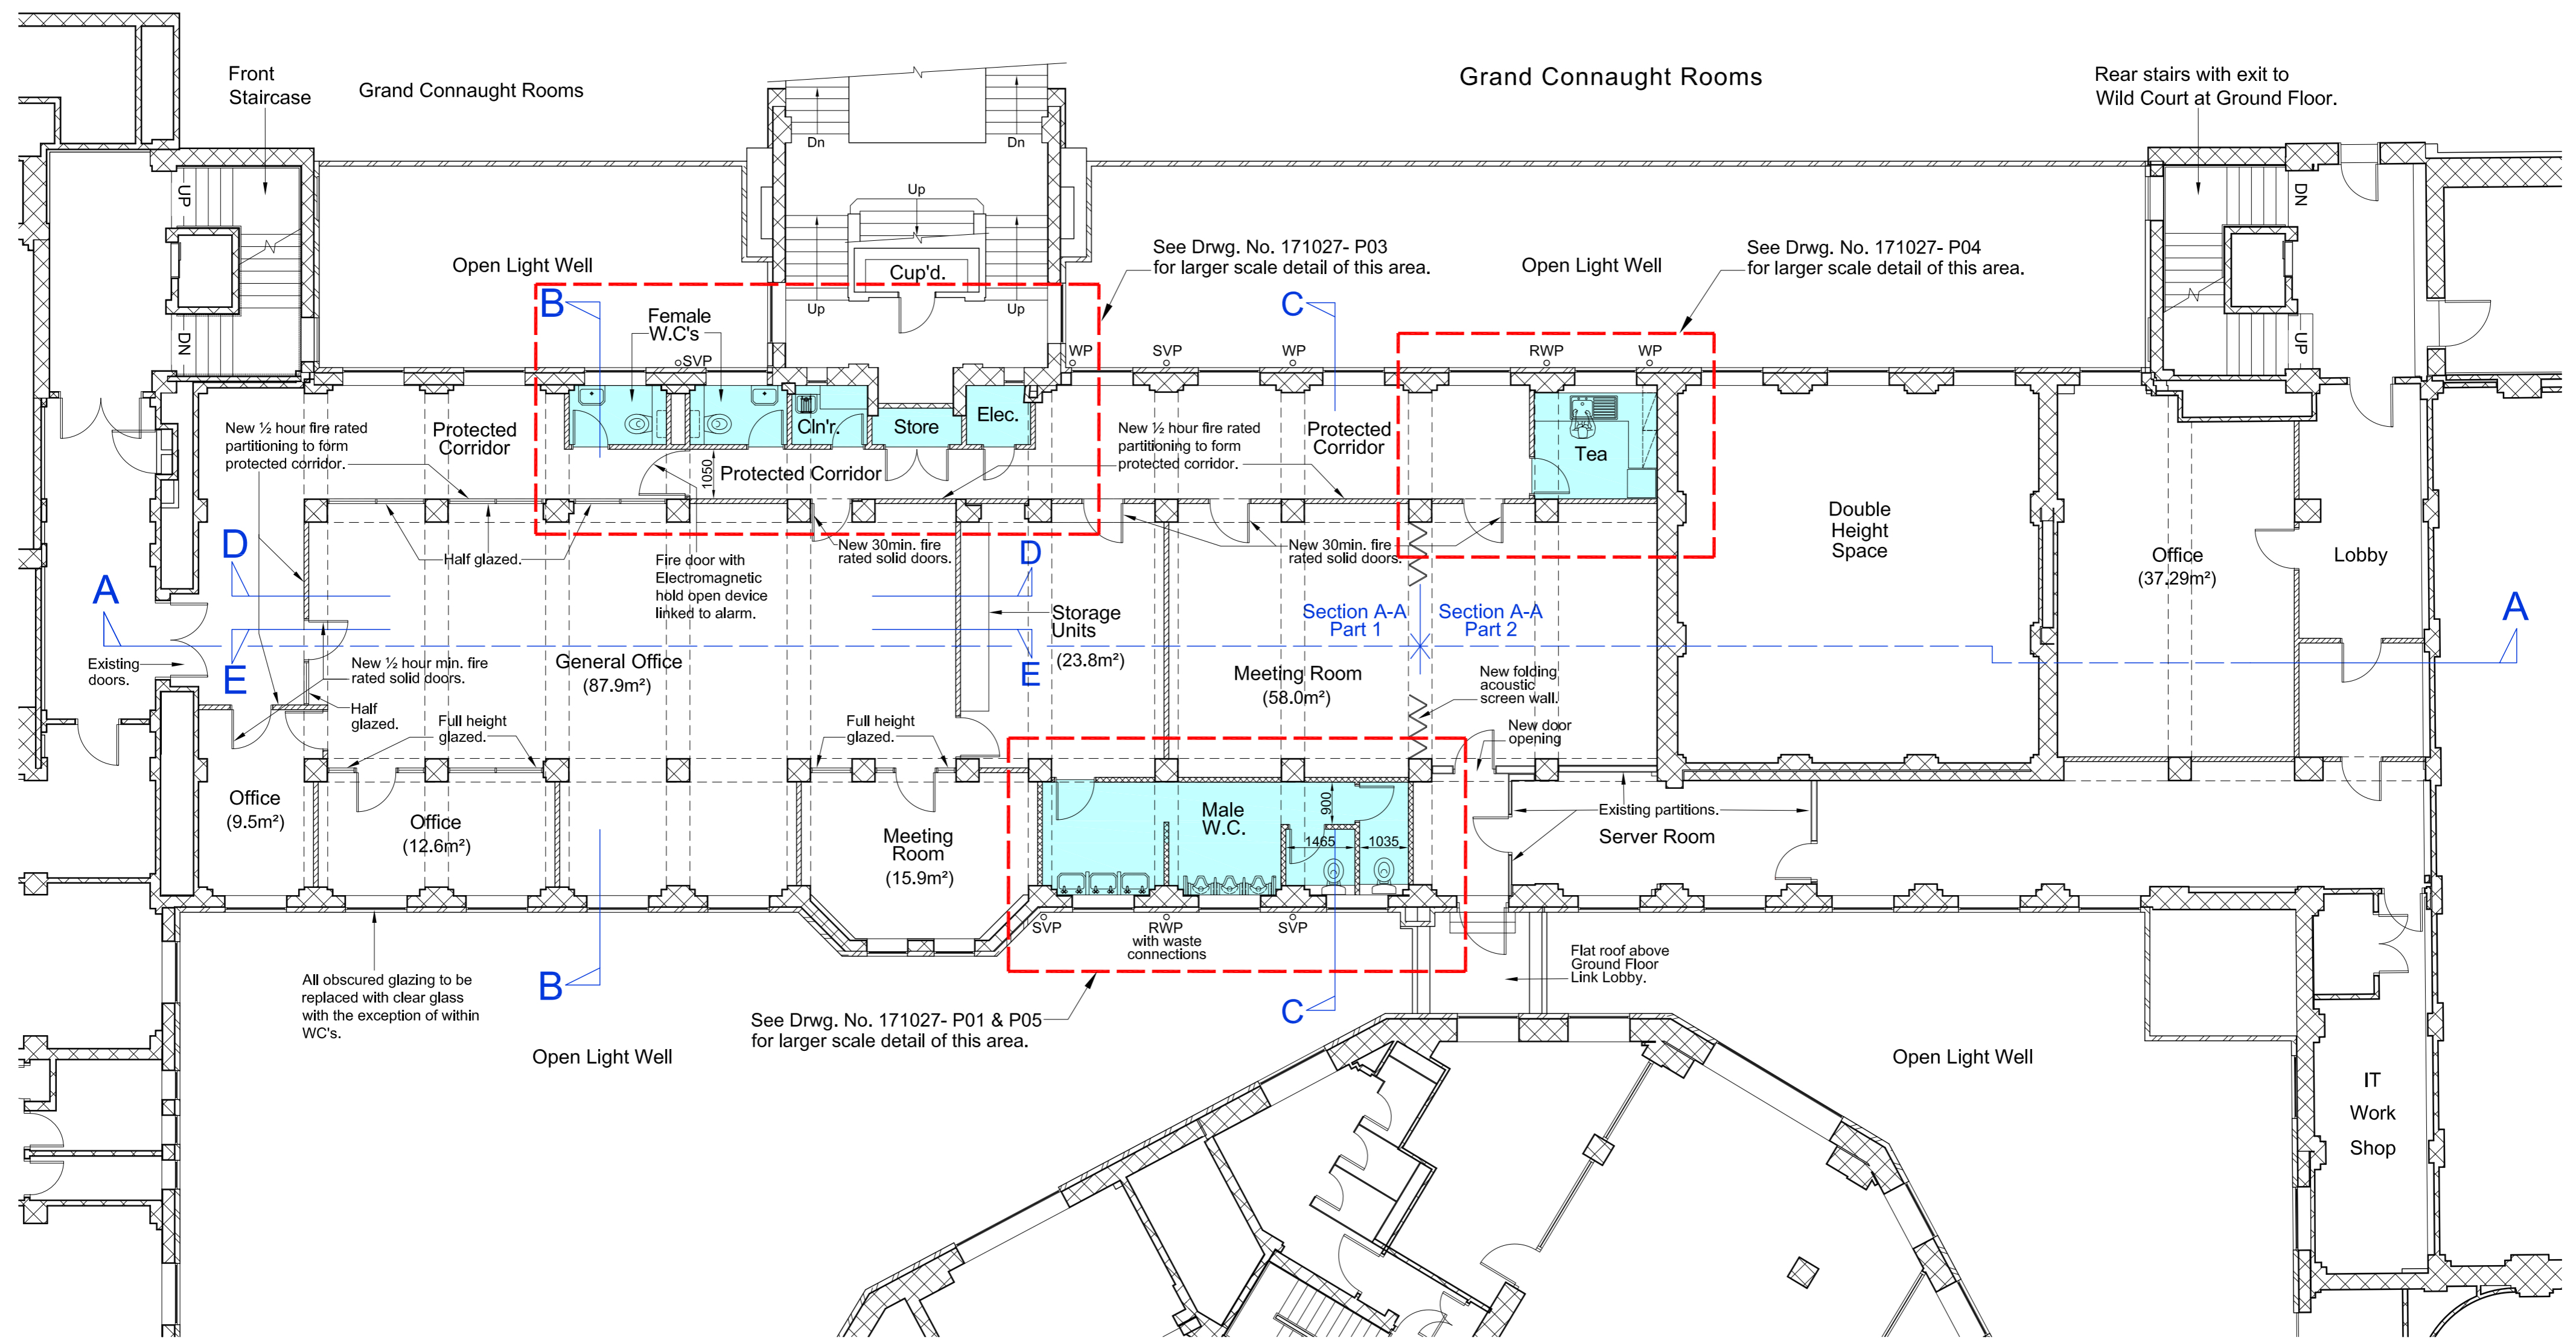 Front
Staircase
Grand Connaught Rooms
Grand Connaught Rooms
Rear stairs with exit to
Wild Court at Ground Floor.
Dn
Dn
UP
DN
Up
Open Light Well
Cup'd.
Up
Up
See Drwg. No. 171027- P03
for larger scale detail of this area.
Open Light Well
See Drwg. No. 171027- P04
for larger scale detail of this area.
DN
UP
B
Female
W.C's
SVP
C
WP
SVP
WP
RWP
WP
New ½ hour fire rated
partitioning to form
protected corridor.
Protected
Corridor
Cln'r.
Store
Elec.
1050
Protected Corridor
New ½ hour fire rated
partitioning to form
protected corridor.
Protected
Corridor
Tea
D
Half glazed.
Fire door with
Electromagnetic
hold open device
linked to alarm.
New 30min. fire
rated solid doors.
D
New 30min. fire
rated solid doors.
Double
Height
Space
Office
(37.29m²)
Lobby
A
Existing
doors.
E
New ½ hour min. fire
rated solid doors.
Half
glazed.
General Office
(87.9m²)
Storage
Units
(23.8m²)
E
Section A-A
Part 1
Section A-A
Part 2
Meeting Room
(58.0m²)
New folding
acoustic
screen wall.
New door
opening
A
Full height
glazed.
Full height
glazed.
Office
(9.5m²)
Office
(12.6m²)
Meeting
Room
(15.9m²)
Male
W.C.
900
1465
1035
Existing partitions.
Server Room
SVP
RWP
with waste
connections
SVP
Flat roof above
Ground Floor
Link Lobby.
All obscured glazing to be
replaced with clear glass
with the exception of within
WC's.
B
C
See Drwg. No. 171027- P01 & P05
for larger scale detail of this area.
Open Light Well
Open Light Well
IT
Work
Shop